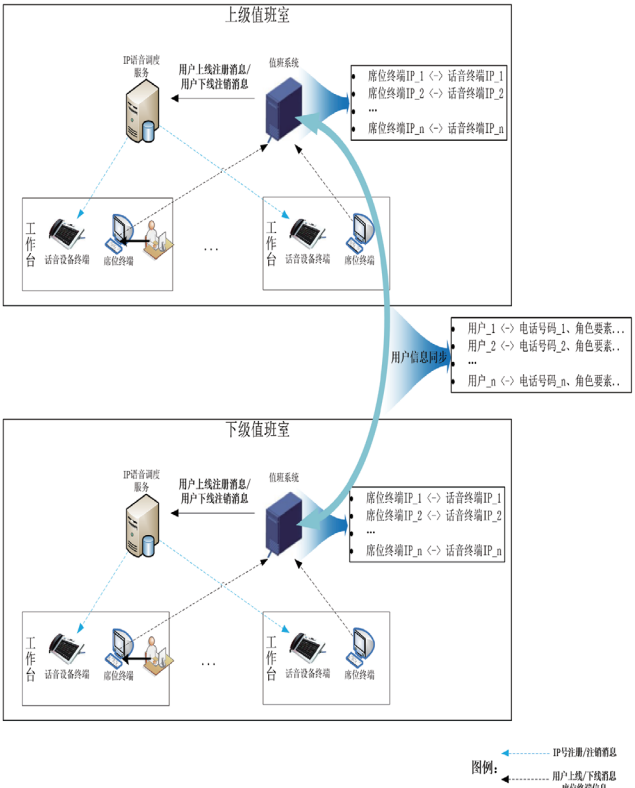 上级值班室
IP语音调度
服务
用户上线注册消息/
用户下线注销消息
值班系统
席位终端IP_1 <-> 话音终端IP_1
席位终端IP_2 <-> 话音终端IP_2
…
席位终端IP_n <-> 话音终端IP_n
工作台
话音设备终端
席位终端
...
工作台
话音设备终端
席位终端
用户信息同步
用户_1 <-> 电话号码_1、角色要素...
用户_2 <-> 电话号码_2、角色要素..
…
用户_n <-> 电话号码_n、角色要素..
下级值班室
IP语音调度
服务
用户上线注册消息/
用户下线注销消息
值班系统
席位终端IP_1 <-> 话音终端IP_1
席位终端IP_2 <-> 话音终端IP_2
…
席位终端IP_n <-> 话音终端IP_n
工作台
话音设备终端
席位终端
...
工作台
话音设备终端
席位终端
图例：
IP号注册/注销消息
用户上线/下线消息
席位终端信息